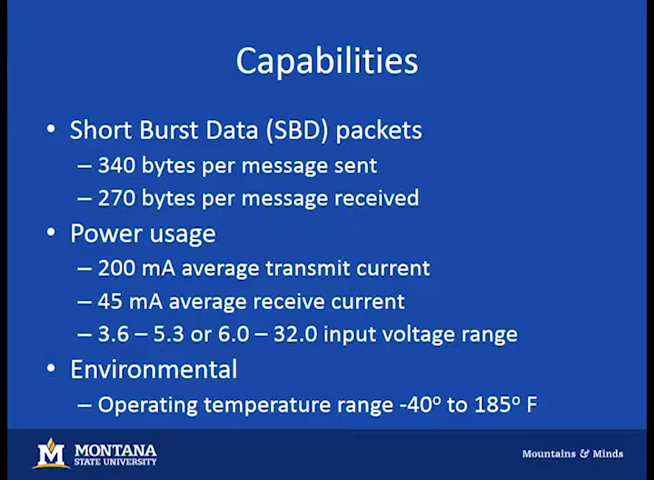 Capabilities
• Short Burst Data (SBD) packets
– 340 bytes per message sent
– 270 bytes per message received
• Power usage
– 200 mA average transmit current
– 45 mA average receive current
– 3.6 – 5.3 or 6.0 – 32.0 input voltage range
• Environmental
– Operating temperature range -40° to 185° F
MONTANA
STATE UNIVERSITY
Mountains & Minds